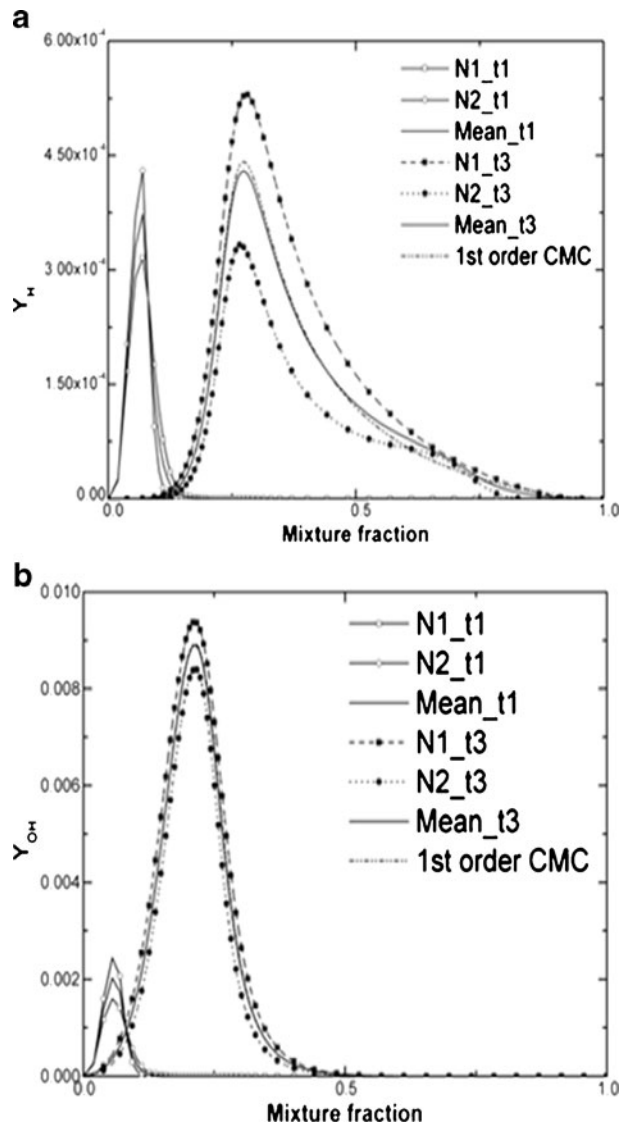 a
6.00x10⁻⁴
4.50x10⁻⁴
3.00x10⁻⁴
1.50x10⁻⁴
0 00
Y_H
N1_t1
N2_t1
Mean_t1
N1_t3
N2_t3
Mean_t3
1st order CMC
0.0
0.5
1.0
Mixture fraction
b
0.010
0.008
0 006
0.004
0 002
0.000
Y_OH
N1_t1
N2_t1
Mean_t1
N1_t3
N2_t3
Mean_t3
1st order CMC
0.0
0.5
1.0
Mixture fraction